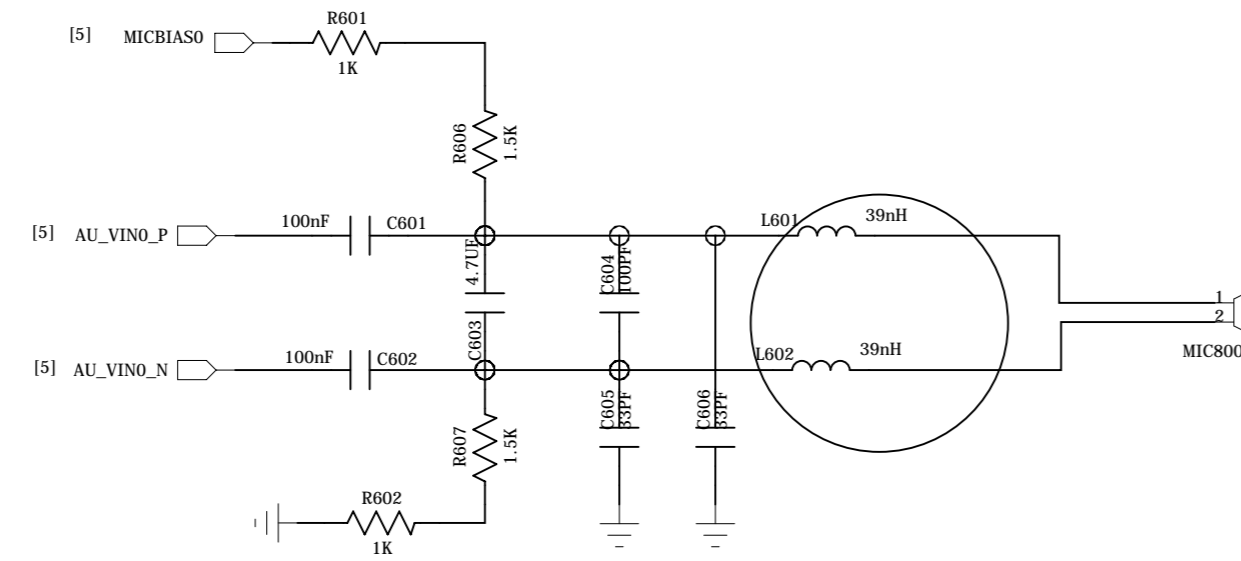 R601
[5] MICBIAS0
1K
R606
1.5K
100nF C601
[5] AU_VIN0_P
L601 39nH
4.7UF
C603
C604
100PF
1
2
MIC800
100nF C602
[5] AU_VIN0_N
L602 39nH
C605
33PF
C606
33PF
R607
1.5K
R602
1K